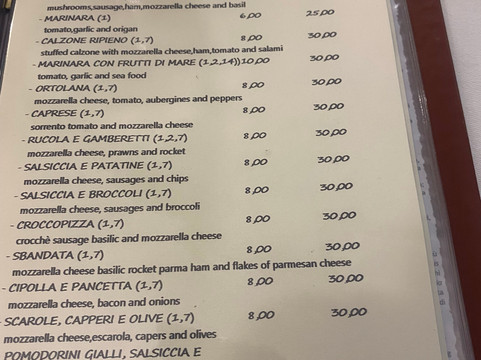 mushrooms,sausage,ham,mozzarella cheese and basil
- MARINARA (1) 6,00 25,00
tomato,garlic and origan
- CALZONE RIPIENO (1,7) 8,00 30,00
stuffed calzone with mozzarella cheese,ham,tomato and salami
- MARINARA CON FRUTTI DI MARE (1,2,14))10,00 30,00
tomato, garlic and sea food
- ORTOLANA (1,7) 8,00 30,00
mozzarella cheese, tomato, aubergines and peppers
- CAPRESE (1,7) 8,00 30,00
sorrento tomato and mozzarella cheese
- RUCOLA E GAMBERETTI (1,2,7) 8,00 30,00
mozzarella cheese, prawns and rocket
- SALSICCIA E PATATINE (1,7) 8,00 30,00
mozzarella cheese, sausages and chips
- SALSICCIA E BROCCOLI (1,7) 8,00 30,00
mozzarella cheese, sausages and broccoli
- CROCCOPIZZA (1,7) 8,00 30,00
crocchè sausage basilic and mozzarella cheese
- SBANDATA (1,7) 8,00 30,00
mozzarella cheese basilic rocket parma ham and flakes of parmesan cheese
- CIPOLLA E PANCETTA (1,7) 8,00 30,00
mozzarella cheese, bacon and onions
- SCAROLE, CAPPERI E OLIVE (1,7) 8,00 30,00
mozzarella cheese,escarola, capers and olives
POMODORINI GIALLI, SALSICCIA E